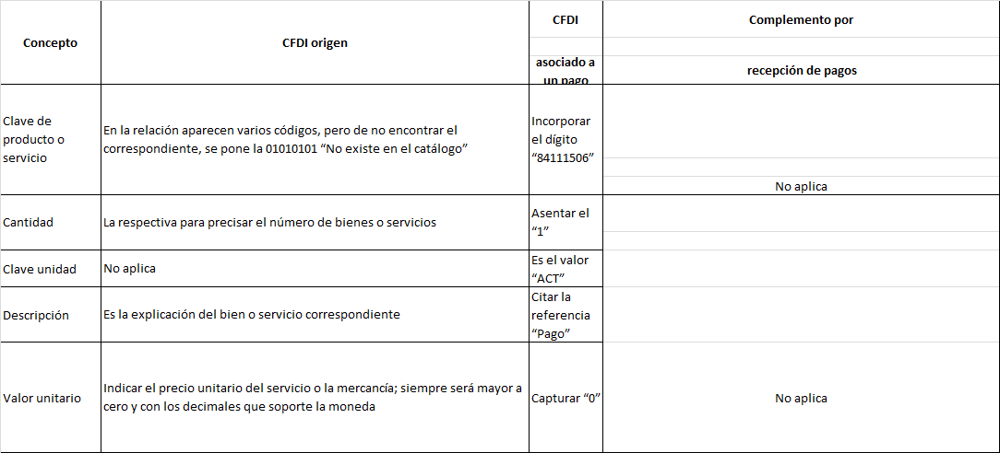 Concepto
CFDI origen
CFDI
asociado a
un pago
Complemento por
recepción de pagos
Clave de
producto o
servicio
En la relación aparecen varios códigos, pero de no encontrar el
correspondiente, se pone la 01010101 “No existe en el catálogo”
Incorporar
el dígito
“84111506”
No aplica
Cantidad
La respectiva para precisar el número de bienes o servicios
Asentar el
“1”
Clave unidad
No aplica
Es el valor
“ACT”
Descripción
Es la explicación del bien o servicio correspondiente
Citar la
referencia
“Pago”
Valor unitario
Indicar el precio unitario del servicio o la mercancía; siempre será mayor a
cero y con los decimales que soporte la moneda
Capturar “0”
No aplica